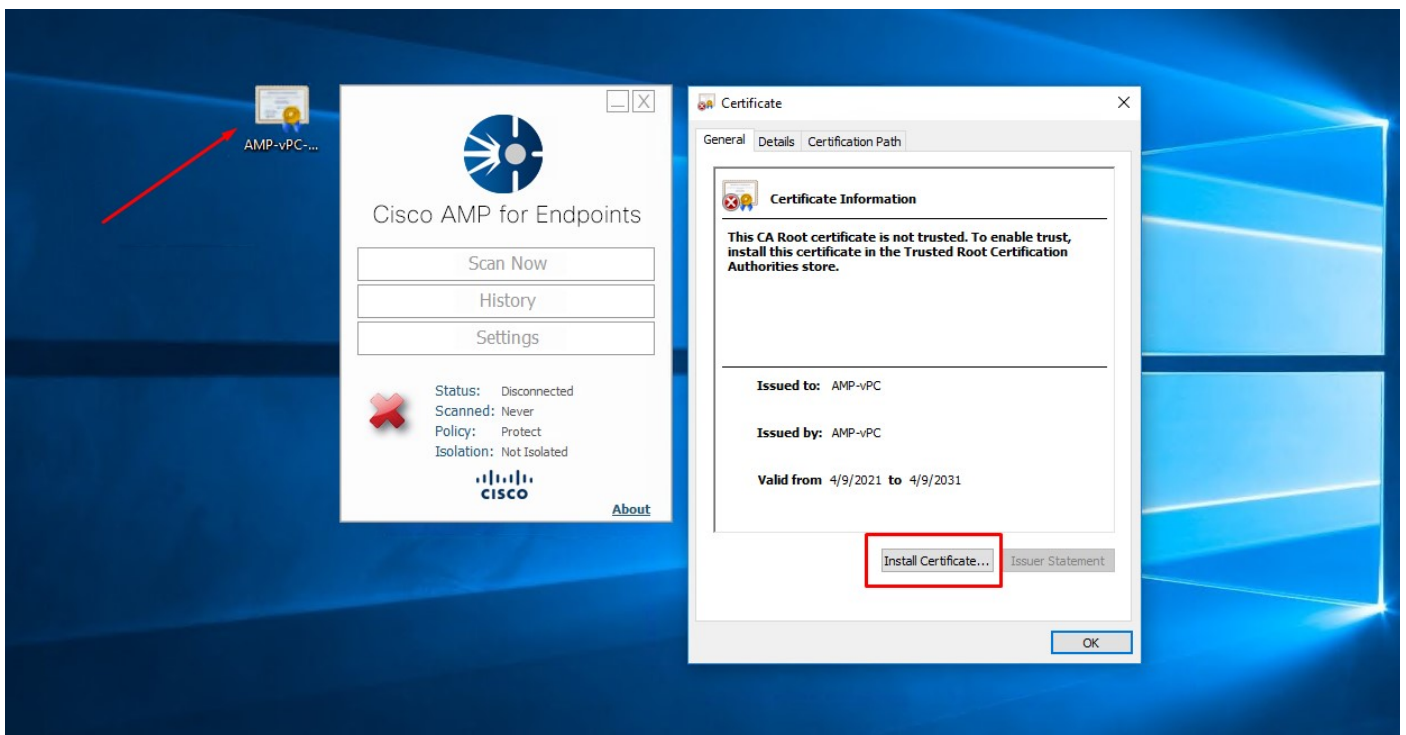 AMP-vPC-...
_ X
Cisco AMP for Endpoints
Scan Now
History
Settings
Status: Disconnected
Scanned: Never
Policy: Protect
Isolation: Not Isolated
CISCO
About
Certificate
General Details Certification Path
Certificate Information
This CA Root certificate is not trusted. To enable trust,
install this certificate in the Trusted Root Certification
Authorities store.
Issued to: AMP-vPC
Issued by: AMP-vPC
Valid from 4/9/2021 to 4/9/2031
Install Certificate... Issuer Statement
OK